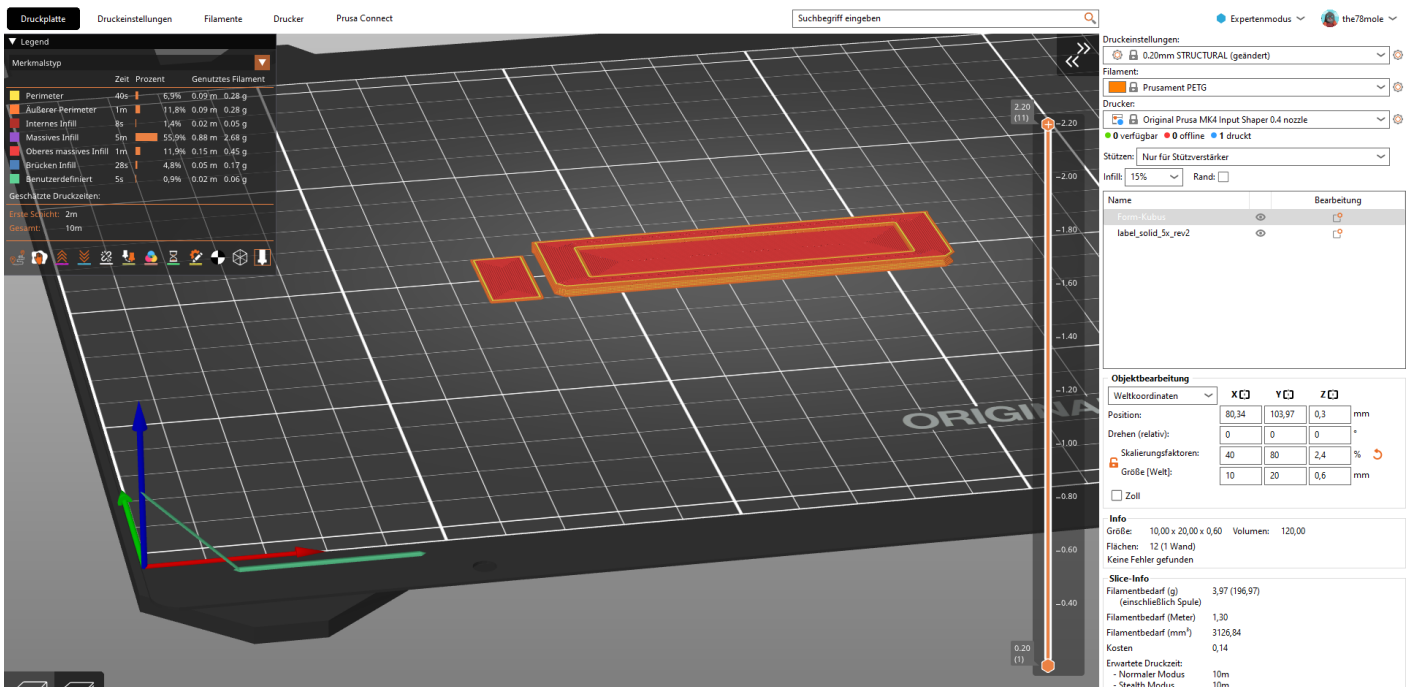 Druckplatte Druckeinstellungen Filamente Drucker Prusa Connect Suchbegriff eingeben Expertenmodus the78mole
Legend
Merkmalstyp
Zeit Prozent Genutztes Filament
Perimeter 40s 6,9% 0.09 m 0.28 g
Äußerer Perimeter 1m 11,8% 0.09 m 0.28 g
Internes Infill 8s 1,4% 0.02 m 0.05 g
Massives Infill 5m 55,9% 0.88 m 2.68 g
Oberes massives Infill 1m 11,9% 0.15 m 0.45 g
Brücken Infill 28s 4,8% 0.05 m 0.17 g
Benutzerdefiniert 5s 0,9% 0.02 m 0.06 g
Geschätzte Druckzeiten:
Erste Schicht: 2m
Gesamt: 10m
ORIGINA
2.20
(11)
2.20
2.00
1.80
1.60
1.40
1.20
1.00
0.80
0.60
0.40
0.20
(1)
Druckeinstellungen:
0.20mm STRUCTURAL (geändert)
Filament:
Prusament PETG
Drucker:
Original Prusa MK4 Input Shaper 0.4 nozzle
0 verfügbar 0 offline 1 druckt
Stützen: Nur für Stützverstärker
Infill: 15% Rand:
Name Bearbeitung
Form-Kubus
label_solid_5x_rev2
Objektbearbeitung
Weltkoordinaten X Y Z
Position: 80,34 103,97 0,3 mm
Drehen (relativ): 0 0 0 °
Skalierungsfaktoren: 40 80 2,4 %
Größe [Welt]: 10 20 0,6 mm
Zoll
Info
Größe: 10,00 x 20,00 x 0,60 Volumen: 120,00
Flächen: 12 (1 Wand)
Keine Fehler gefunden
Slice-Info
Filamentbedarf (g) 3,97 (196,97)
(einschließlich Spule)
Filamentbedarf (Meter) 1,30
Filamentbedarf (mm³) 3126,84
Kosten 0,14
Erwartete Druckzeit:
- Normaler Modus 10m
- Stealth Modus 10m